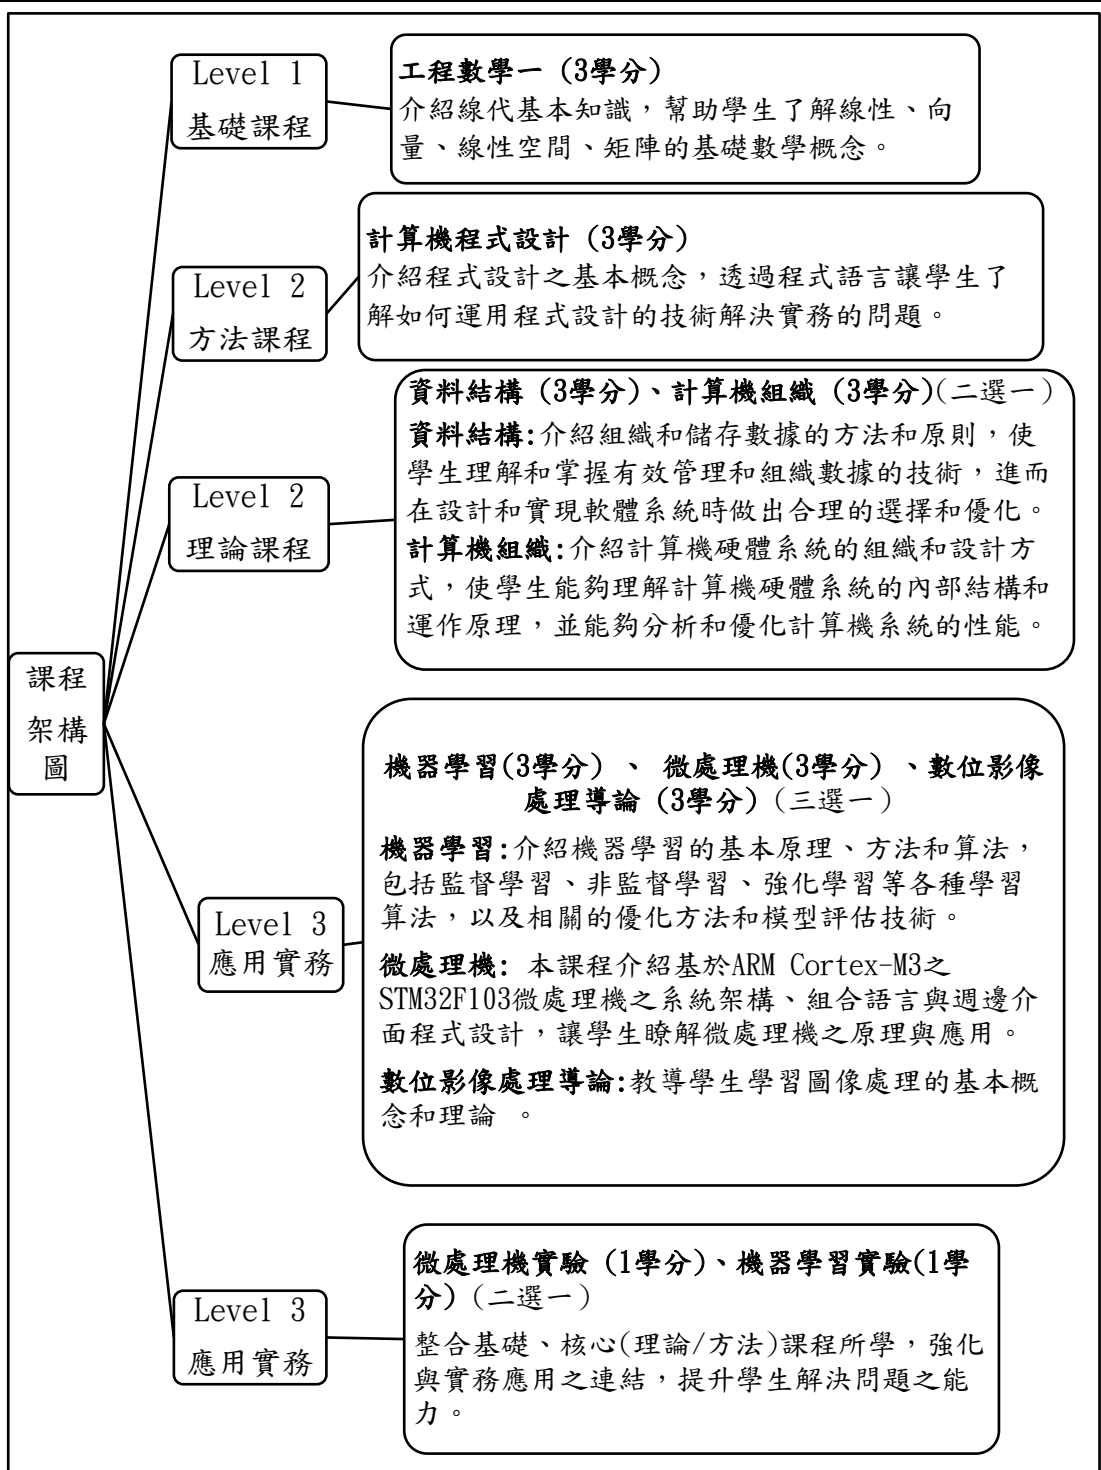 Level 1
基礎課程
工程數學一 (3學分)
介紹線代基本知識，幫助學生了解線性、向
量、線性空間、矩陣的基礎數學概念。
Level 2
方法課程
計算機程式設計 (3學分)
介紹程式設計之基本概念，透過程式語言讓學生了
解如何運用程式設計的技術解決實務的問題。
Level 2
理論課程
資料結構 (3學分)、計算機組織 (3學分)(二選一)
資料結構:介紹組織和儲存數據的方法和原則，使
學生理解和掌握有效管理和組織數據的技術，進而
在設計和實現軟體系統時做出合理的選擇和優化。
計算機組織:介紹計算機硬體系統的組織和設計方
式，使學生能夠理解計算機硬體系統的內部結構和
運作原理，並能夠分析和優化計算機系統的性能。
課程
架構
圖
Level 3
應用實務
機器學習(3學分) 、 微處理機(3學分) 、數位影像
處理導論 (3學分) (三選一)
機器學習:介紹機器學習的基本原理、方法和算法，
包括監督學習、非監督學習、強化學習等各種學習
算法，以及相關的優化方法和模型評估技術。
微處理機: 本課程介紹基於ARM Cortex-M3之
STM32F103微處理機之系統架構、組合語言與週邊介
面程式設計，讓學生瞭解微處理機之原理與應用。
數位影像處理導論:教導學生學習圖像處理的基本概
念和理論 。
Level 3
應用實務
微處理機實驗 (1學分)、機器學習實驗(1學
分) (二選一)
整合基礎、核心(理論/方法)課程所學，強化
與實務應用之連結，提升學生解決問題之能
力。